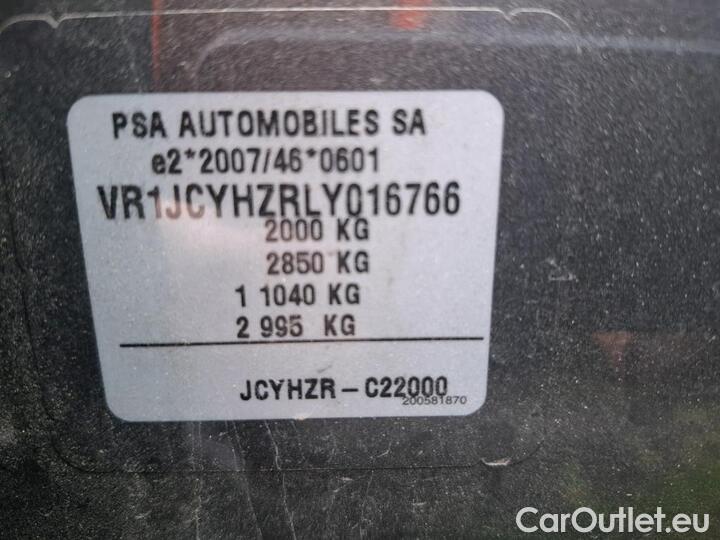 PSA AUTOMOBILES SA
e2*2007/46*0601
VR1JCYHZRLY016766
2000 KG
2850 KG
1 1040 KG
2 995 KG
JCYHZR – C22000
200581870
CarOutlet.eu